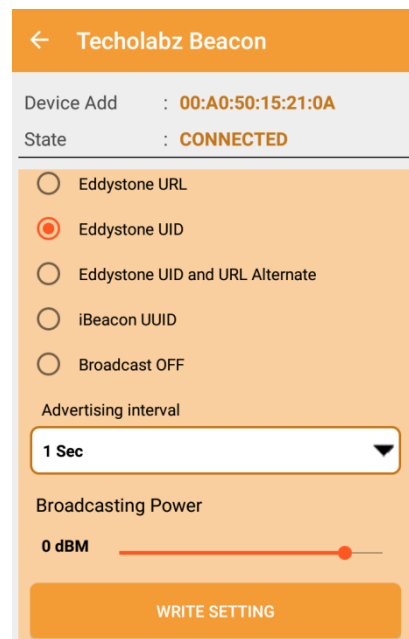 Techolabz Beacon
Device Add : 00:A0:50:15:21:0A
State : CONNECTED
Eddystone URL
Eddystone UID
Eddystone UID and URL Alternate
iBeacon UUID
Broadcast OFF
Advertising interval
1 Sec
Broadcasting Power
0 dBM
WRITE SETTING